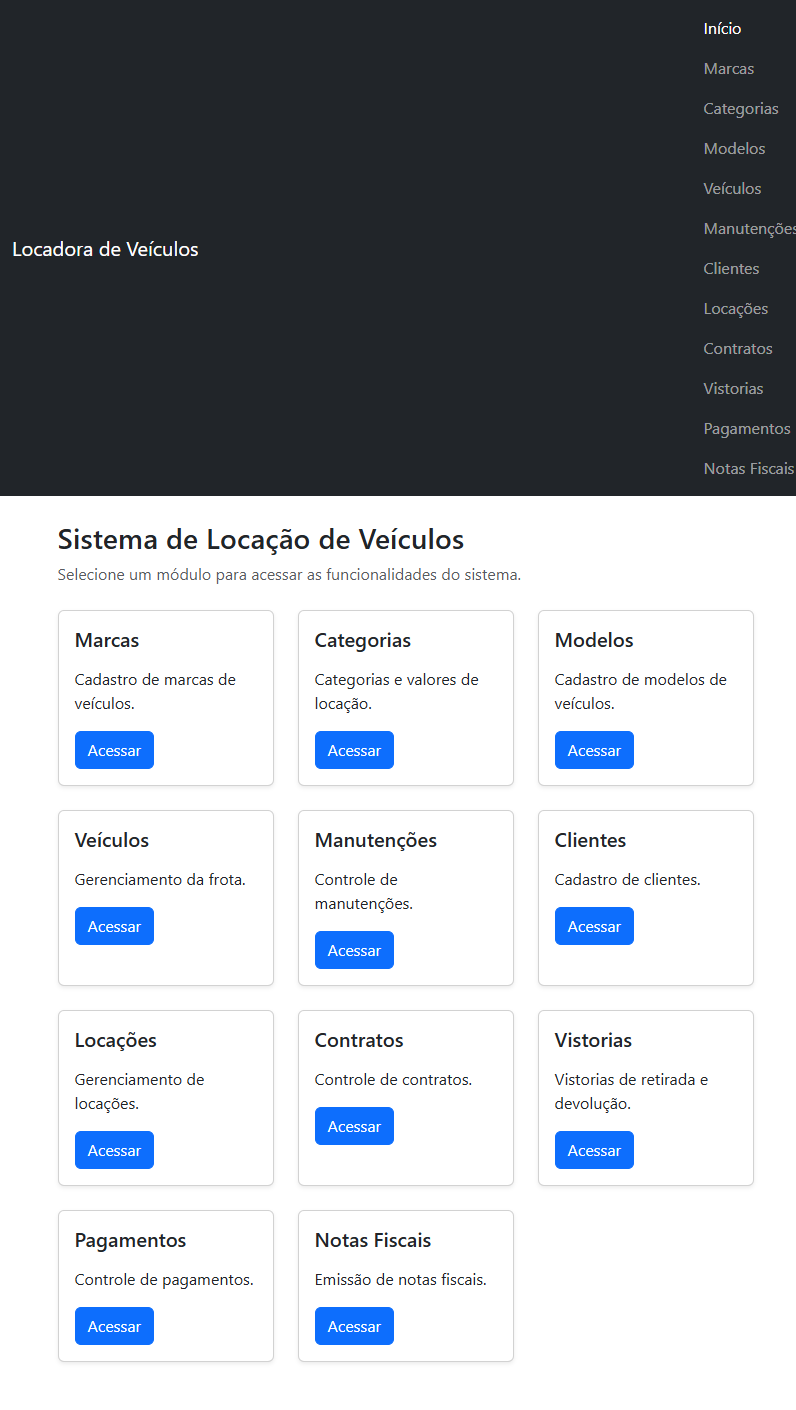 Início
Marcas
Categorias
Modelos
Veículos
Locadora de Veículos
Manutenções
Clientes
Locações
Contratos
Vistorias
Pagamentos
Notas Fiscais
Sistema de Locação de Veículos
Selecione um módulo para acessar as funcionalidades do sistema.
Marcas
Cadastro de marcas de
veículos.
Acessar
Categorias
Categorias e valores de
locação.
Acessar
Modelos
Cadastro de modelos de
veículos.
Acessar
Veículos
Gerenciamento da frota.
Acessar
Manutenções
Controle de
manutenções.
Acessar
Clientes
Cadastro de clientes.
Acessar
Locações
Gerenciamento de
locações.
Acessar
Contratos
Controle de contratos.
Acessar
Vistorias
Vistorias de retirada e
devolução.
Acessar
Pagamentos
Controle de pagamentos.
Acessar
Notas Fiscais
Emissão de notas fiscais.
Acessar